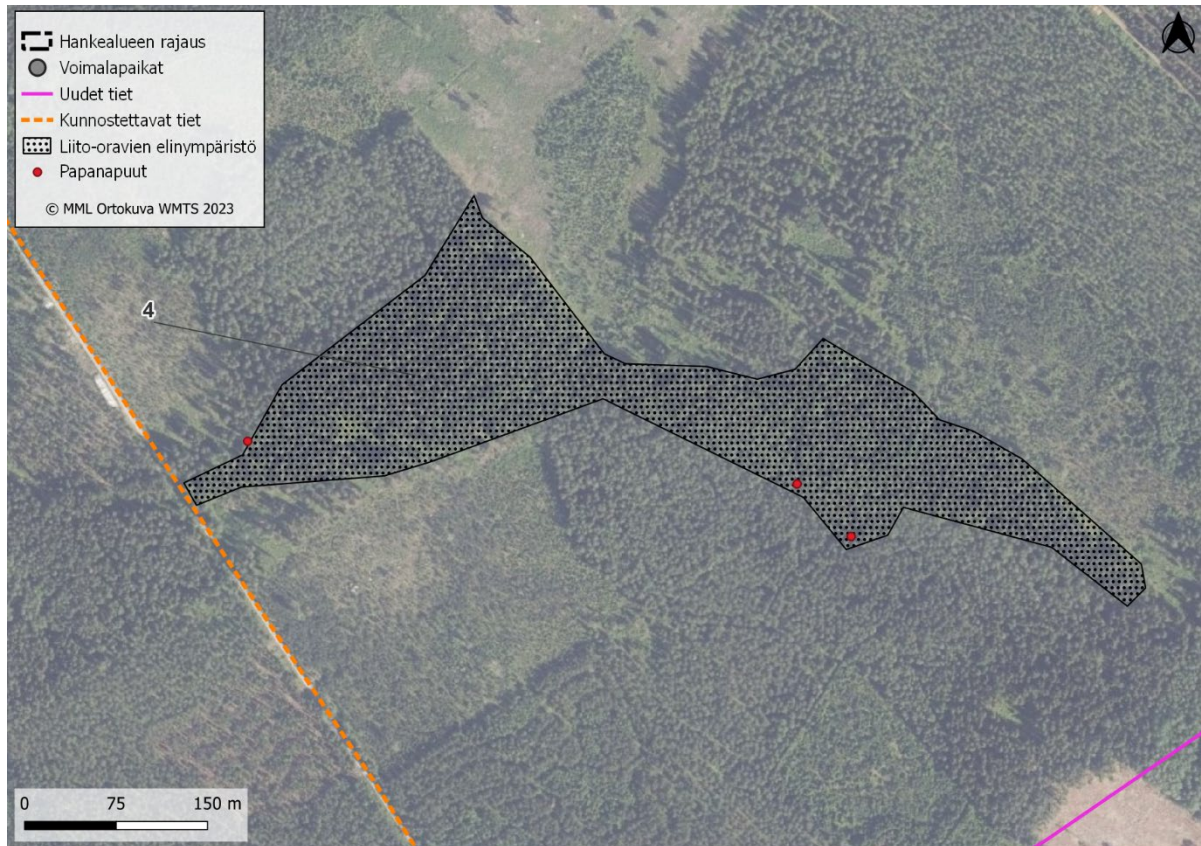 Hankealueen rajaus
Voimalapaikat
Uudet tiet
Kunnostettavat tiet
Liito-oravien elinympäristö
Papanapuut
© MML Ortokuva WMTS 2023
4
0 75 150 m